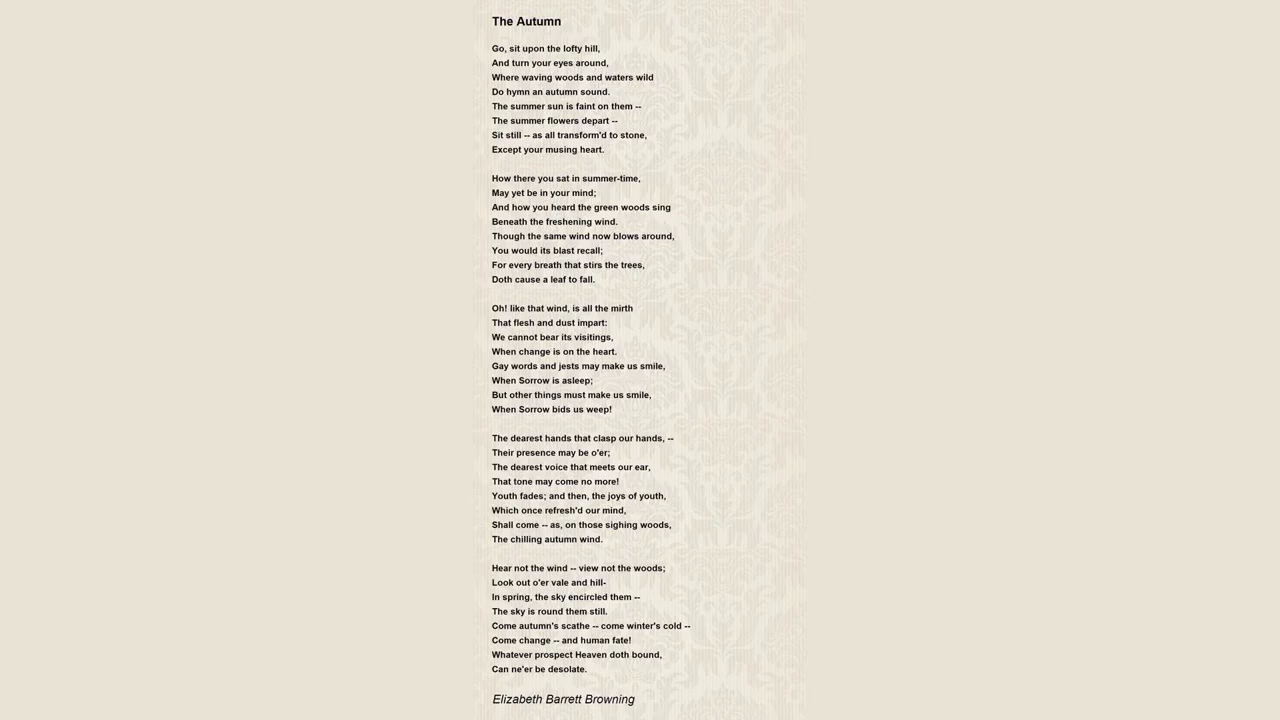 The Autumn
Go, sit upon the lofty hill,
And turn your eyes around,
Where waving woods and waters wild
Do hymn an autumn sound.
The summer sun is faint on them --
The summer flowers depart --
Sit still -- as all transform'd to stone,
Except your musing heart.
How there you sat in summer-time,
May yet be in your mind;
And how you heard the green woods sing
Beneath the freshening wind.
Though the same wind now blows around,
You would its blast recall;
For every breath that stirs the trees,
Doth cause a leaf to fall.
Oh! like that wind, is all the mirth
That flesh and dust impart:
We cannot bear its visitings,
When change is on the heart.
Gay words and jests may make us smile,
When Sorrow is asleep;
But other things must make us smile,
When Sorrow bids us weep!
The dearest hands that clasp our hands, --
Their presence may be o'er;
The dearest voice that meets our ear,
That tone may come no more!
Youth fades; and then, the joys of youth,
Which once refresh'd our mind,
Shall come -- as, on those sighing woods,
The chilling autumn wind.
Hear not the wind -- view not the woods;
Look out o'er vale and hill-
In spring, the sky encircled them --
The sky is round them still.
Come autumn's scathe -- come winter's cold --
Come change -- and human fate!
Whatever prospect Heaven doth bound,
Can ne'er be desolate.
Elizabeth Barrett Browning